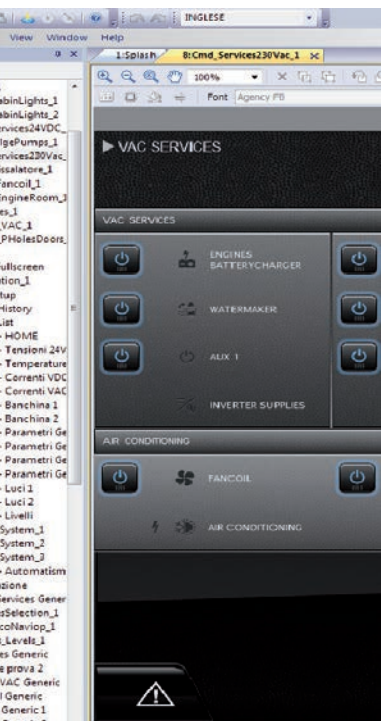 INGLESE
View Window Help
1:Splash 8:Cmd_Services230Vac_1
100%
Font Agency FB
abinLights_1
abinLights_2
ervices24VDC_
lgePumps_1
ervices230Vac_
issalatore_1
Fancoil_1
EngineRoom_1
es_1
_VAC_1
_PHolesDoors_
Fullscreen
tion_1
tup
History
List
- HOME
- Tensioni 24V
- Temperature
- Correnti VDC
- Correnti VAC
- Banchina 1
- Banchina 2
- Parametri Ge
- Parametri Ge
- Parametri Ge
- Parametri Ge
- Luci 1
- Luci 2
- Livelli
System_1
System_2
System_3
- Automatism
zione
Services Gener
sSelection_1
coNaviop_1
_Levels_1
es Generic
e prova 2
VAC Generic
l Generic
Generic 1
VAC SERVICES
VAC SERVICES
ENGINES
BATTERYCHARGER
WATERMAKER
AUX 1
INVERTER SUPPLIES
AIR CONDITIONING
FANCOIL
AIR CONDITIONING